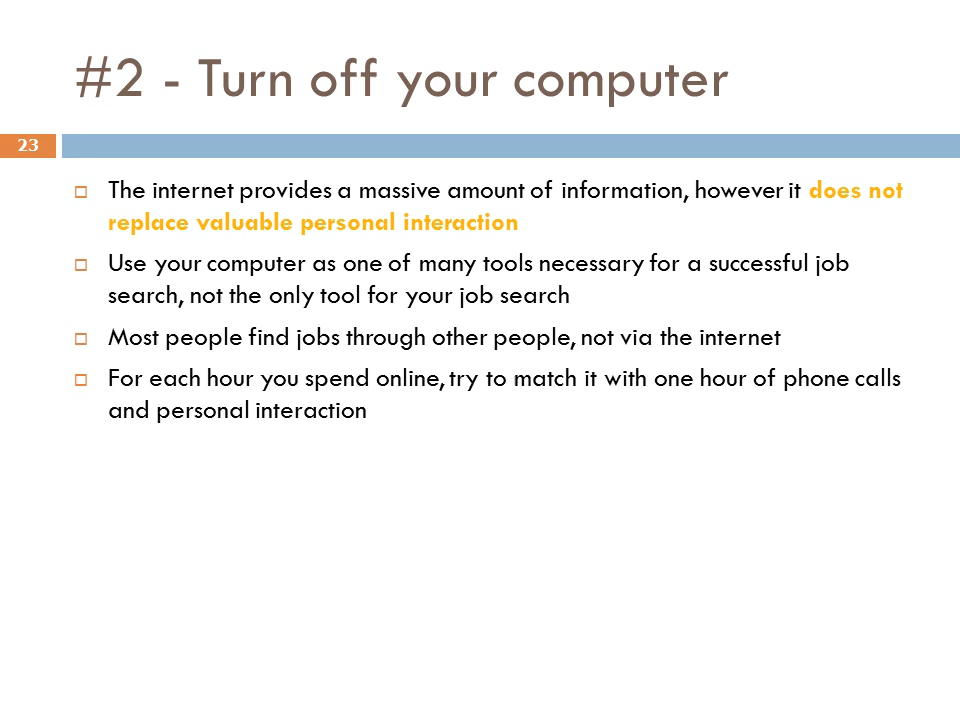 #2 - Turn off your computer
23
The internet provides a massive amount of information, however it does not
replace valuable personal interaction
Use your computer as one of many tools necessary for a successful job
search, not the only tool for your job search
Most people find jobs through other people, not via the internet
For each hour you spend online, try to match it with one hour of phone calls
and personal interaction